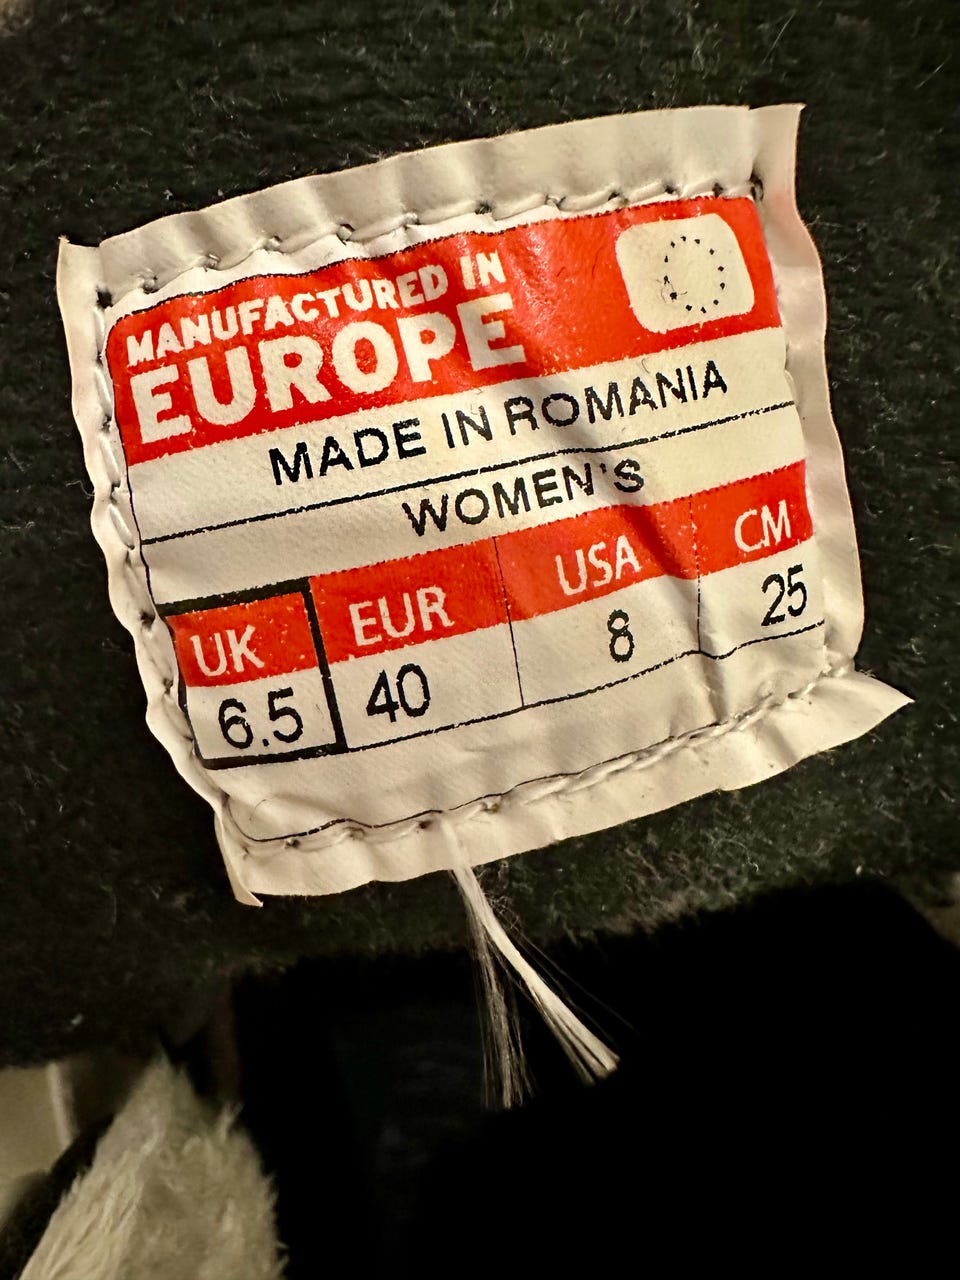 MANUFACTURED IN
EUROPE
MADE IN ROMANIA
WOMEN'S
UK EUR USA CM
6.5 40 8 25